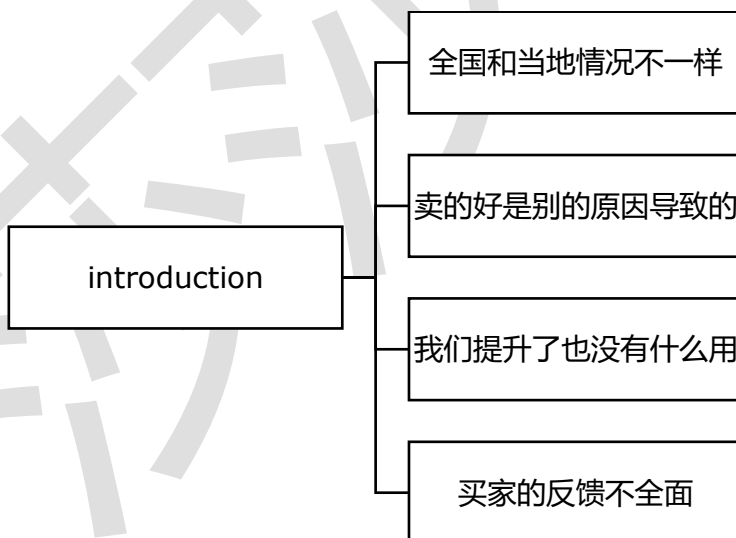 全国和当地情况不一样
卖的好是别的原因导致的
introduction
我们提升了也没有什么用
买家的反馈不全面